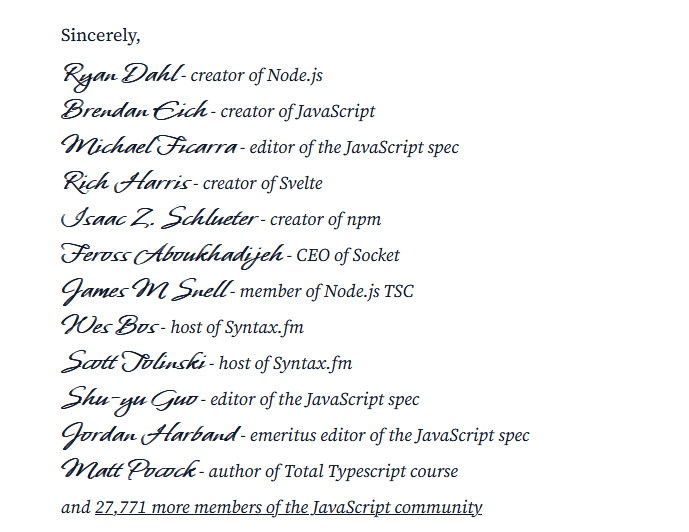 Sincerely,
Ryan Dahl - creator of Node.js
Brendan Eich - creator of JavaScript
Michael Ficarra - editor of the JavaScript spec
Rich Harris - creator of Svelte
Isaac Z. Schlueter - creator of npm
Feross Aboukhadijeh - CEO of Socket
James M Snell - member of Node.js TSC
Wes Bos - host of Syntax.fm
Scott Tolinski - host of Syntax.fm
Shu-yu Guo - editor of the JavaScript spec
Jordan Harband - emeritus editor of the JavaScript spec
Matt Pocock - author of Total Typescript course
and 27,771 more members of the JavaScript community